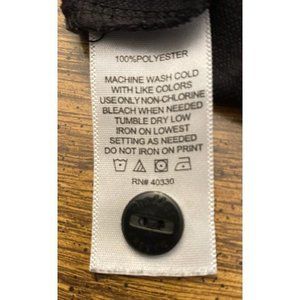 100%POLYESTER
MACHINE WASH COLD
WITH LIKE COLORS
USE ONLY NON-CHLORINE
BLEACH WHEN NEEDED
TUMBLE DRY LOW
IRON ON LOWEST
SETTING AS NEEDED
DO NOT IRON ON PRINT
RN# 40330